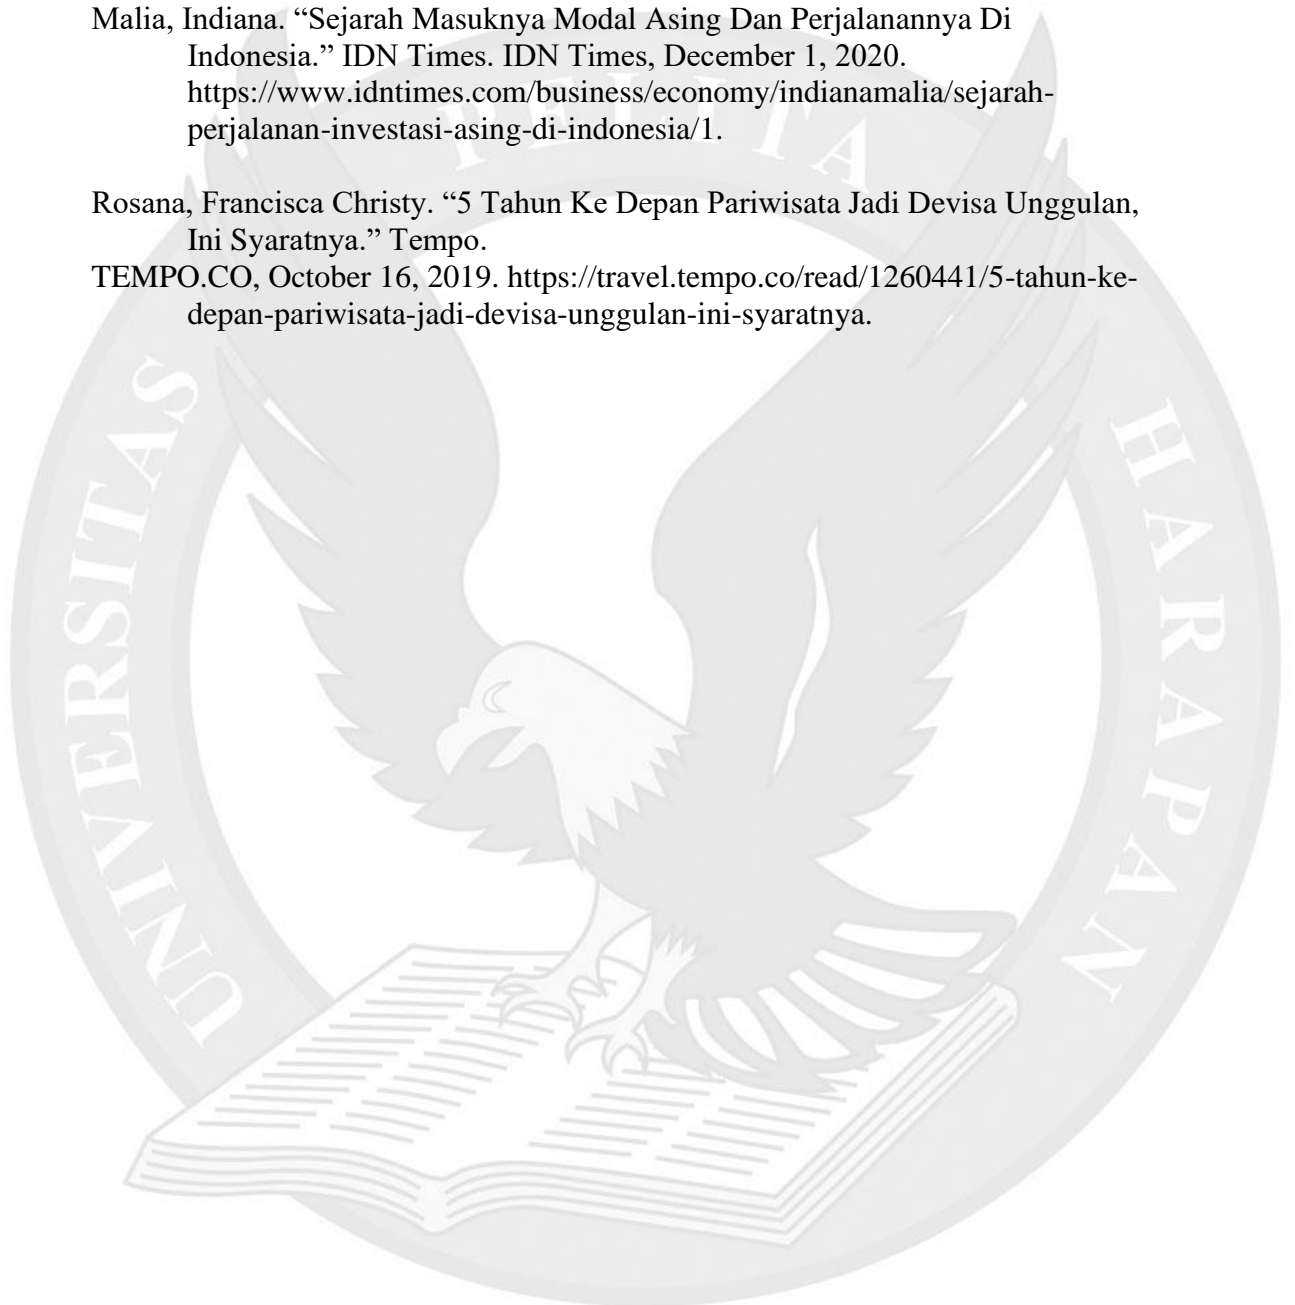 Malia, Indiana. “Sejarah Masuknya Modal Asing Dan Perjalanannya Di
Indonesia.” IDN Times. IDN Times, December 1, 2020.
https://www.idntimes.com/business/economy/indianamalia/sejarah-
perjalanan-investasi-asing-di-indonesia/1.
Rosana, Francisca Christy. “5 Tahun Ke Depan Pariwisata Jadi Devisa Unggulan,
Ini Syaratnya.” Tempo.
TEMPO.CO, October 16, 2019. https://travel.tempo.co/read/1260441/5-tahun-ke-
depan-pariwisata-jadi-devisa-unggulan-ini-syaratnya.
UNIVERSITAS PELITA HARAPAN